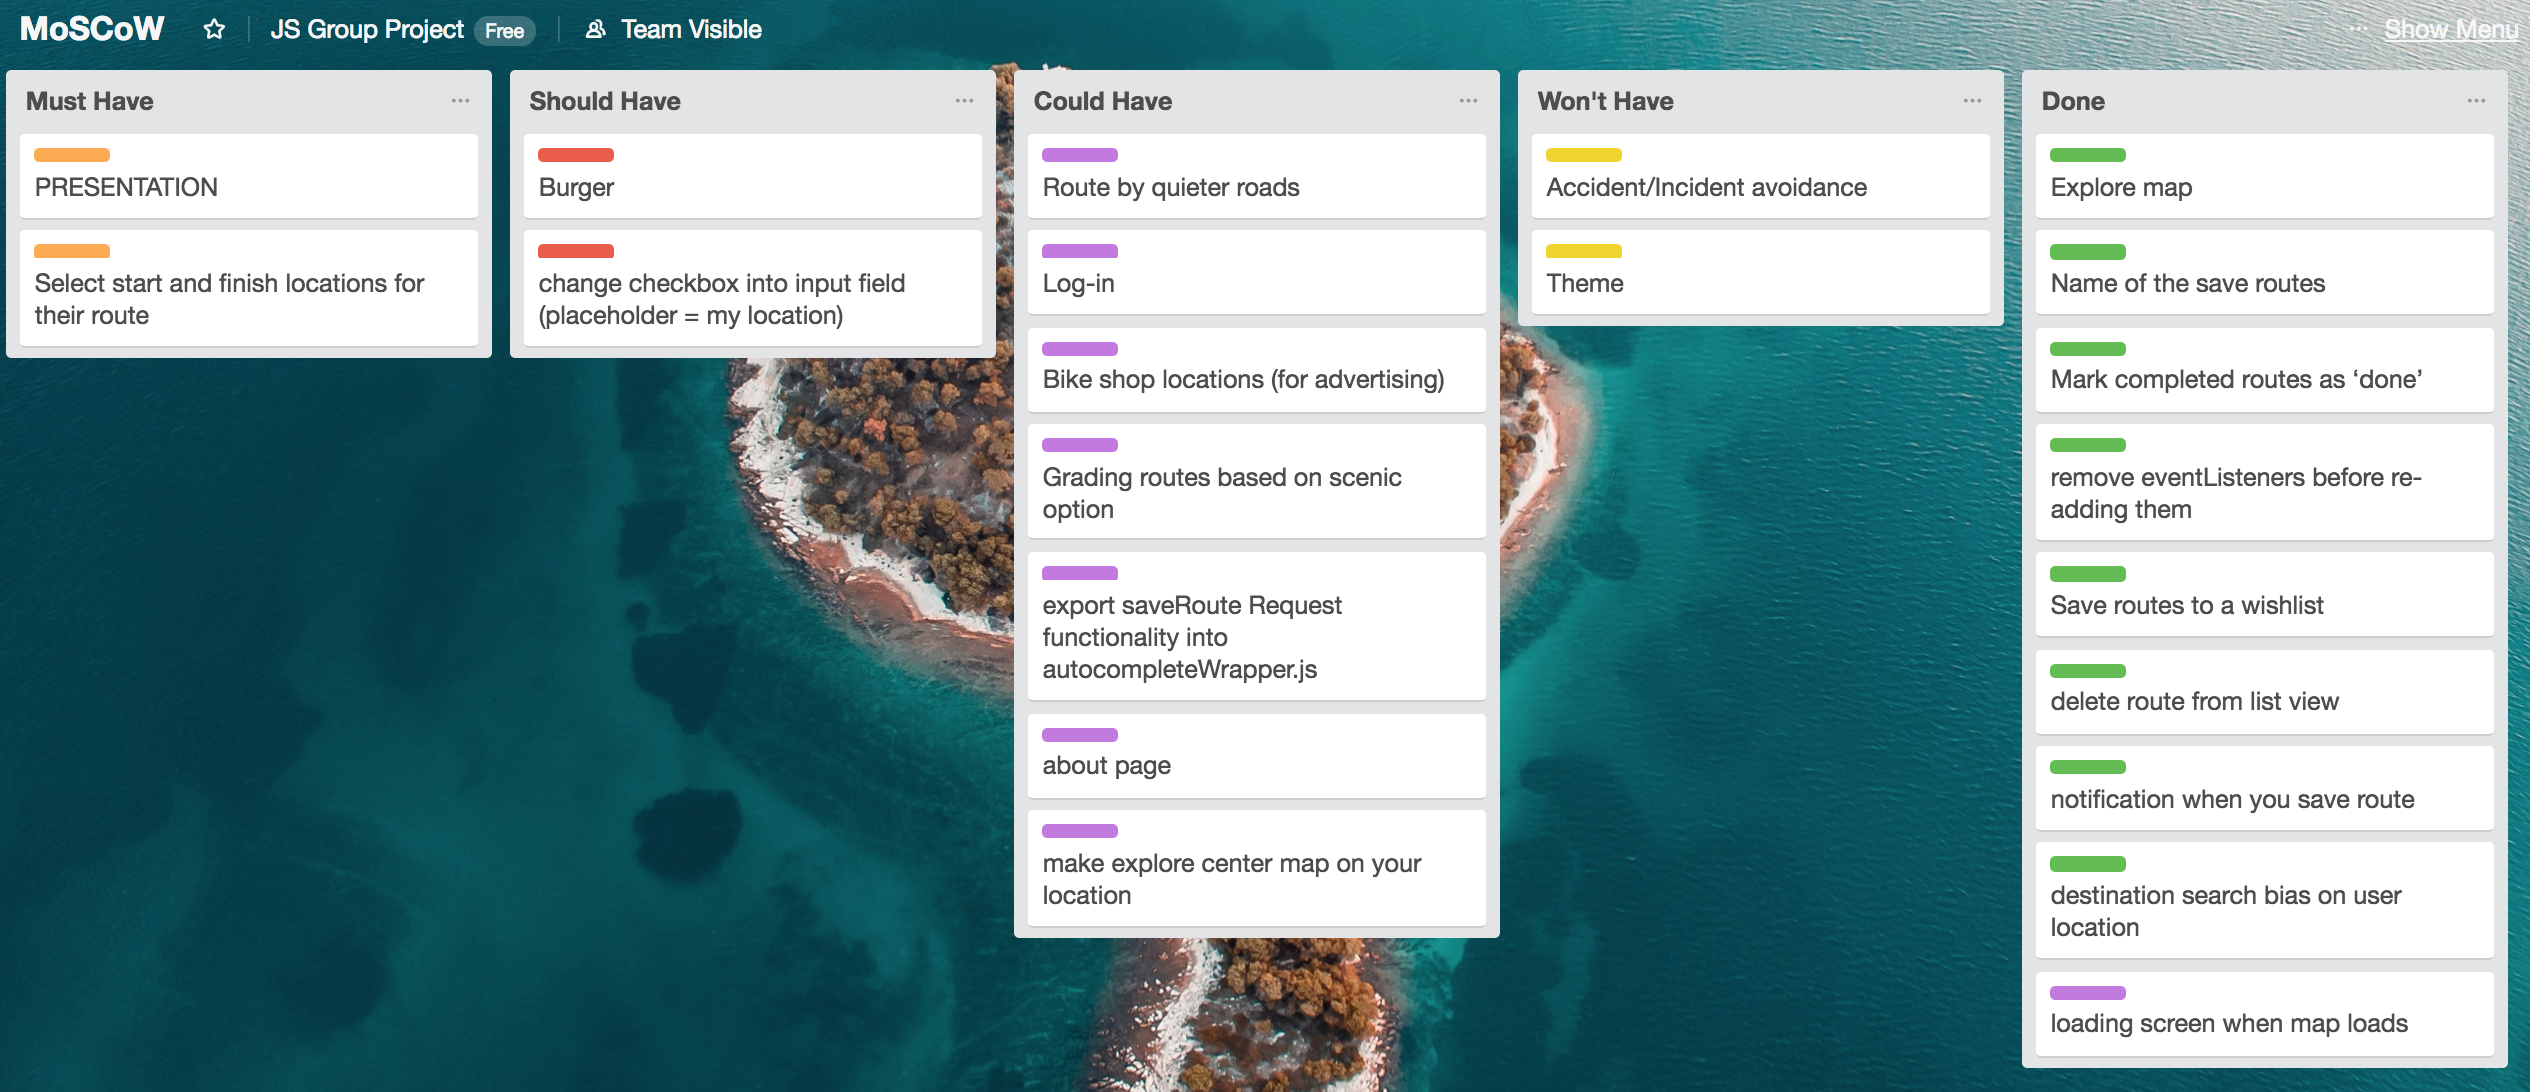 MoSCoW
JS Group Project
Free
Team Visible
Show Menu
Must Have
PRESENTATION
Select start and finish locations for
their route
Should Have
Burger
change checkbox into input field
(placeholder = my location)
Could Have
Route by quieter roads
Log-in
Bike shop locations (for advertising)
Grading routes based on scenic
option
export saveRoute Request
functionality into
autocompleteWrapper.js
about page
make explore center map on your
location
Won't Have
Accident/Incident avoidance
Theme
Done
Explore map
Name of the save routes
Mark completed routes as ‘done’
remove eventListeners before re-
adding them
Save routes to a wishlist
delete route from list view
notification when you save route
destination search bias on user
location
loading screen when map loads